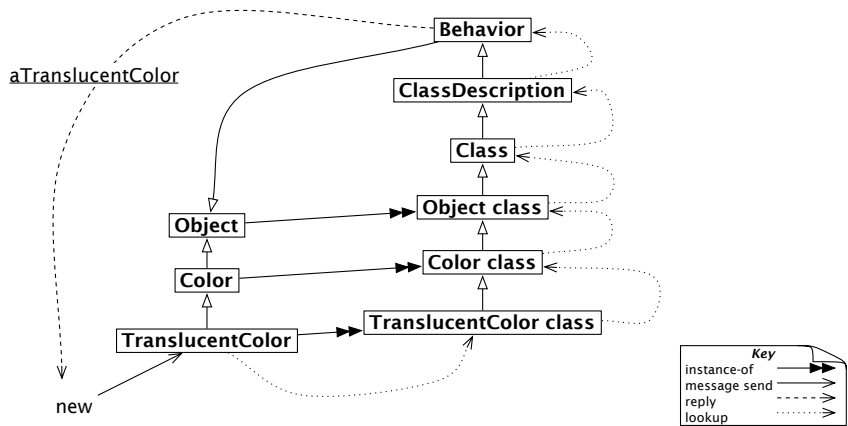 Behavior
aTranslucentColor
ClassDescription
Class
Object class
Object
Color class
Color
TranslucentColor class
TranslucentColor
new
Key
instance-of
message send
reply
lookup